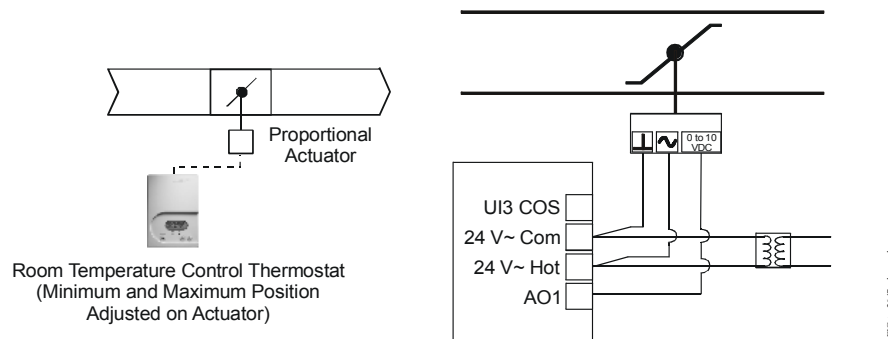 Proportional
Actuator
Room Temperature Control Thermostat
(Minimum and Maximum Position
Adjusted on Actuator)
0 to 10
VDC
UI3 COS
24 V~ Com
24 V~ Hot
AO1